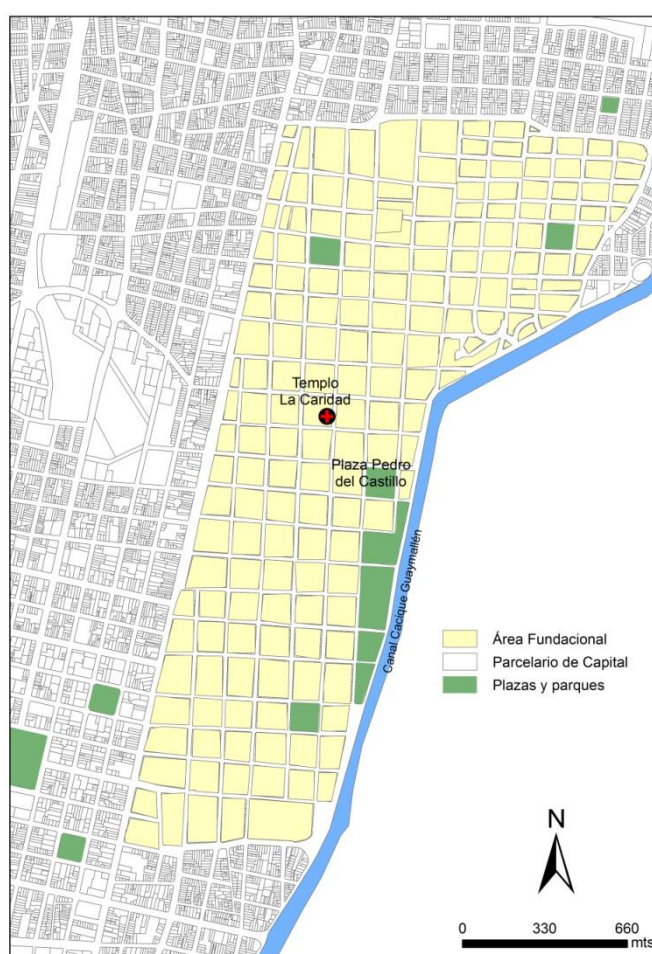 Templo
La Caridad
Plaza Pedro
del Castillo
Canal Cacique Guaymallén
Área Fundacional
Parcelario de Capital
Plazas y parques
N
0 330 660
mts